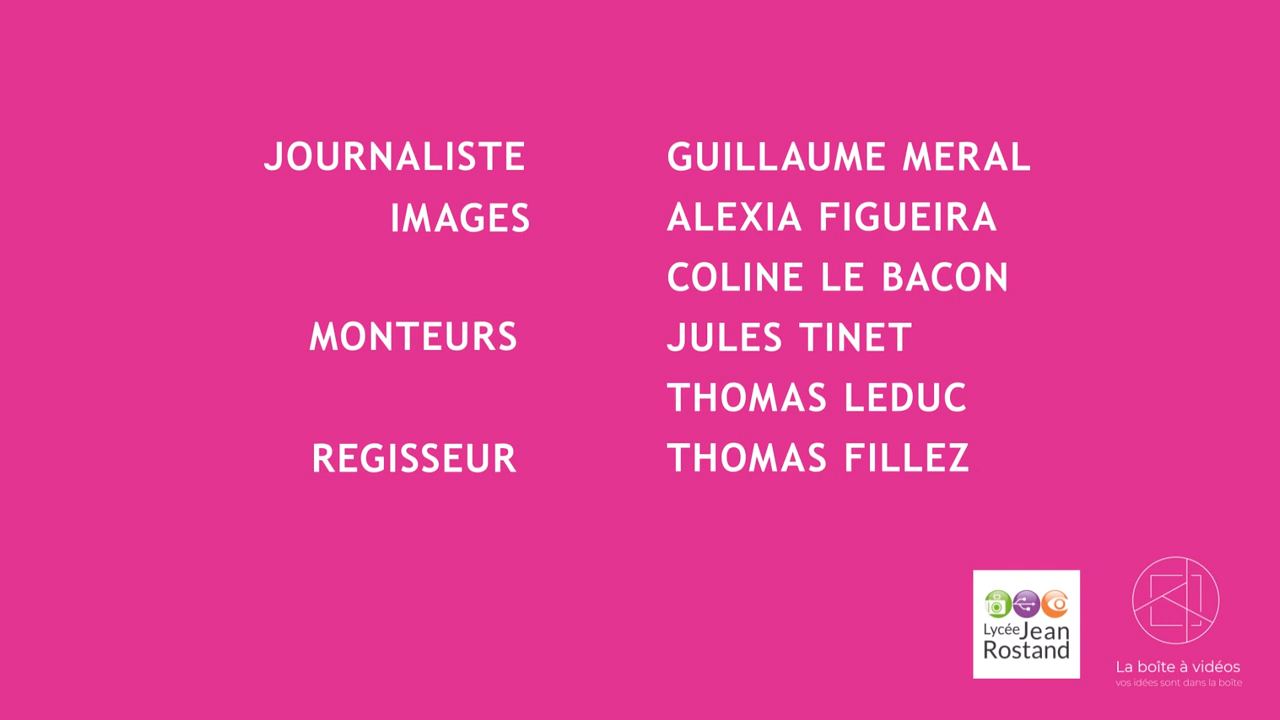 JOURNALISTE GUILLAUME MERAL
IMAGES ALEXIA FIGUEIRA
COLINE LE BACON
MONTEURS JULES TINET
THOMAS LEDUC
REGISSEUR THOMAS FILLEZ
Lycée Jean
Rostand
La boîte à vidéos
vos idées sont dans la boîte